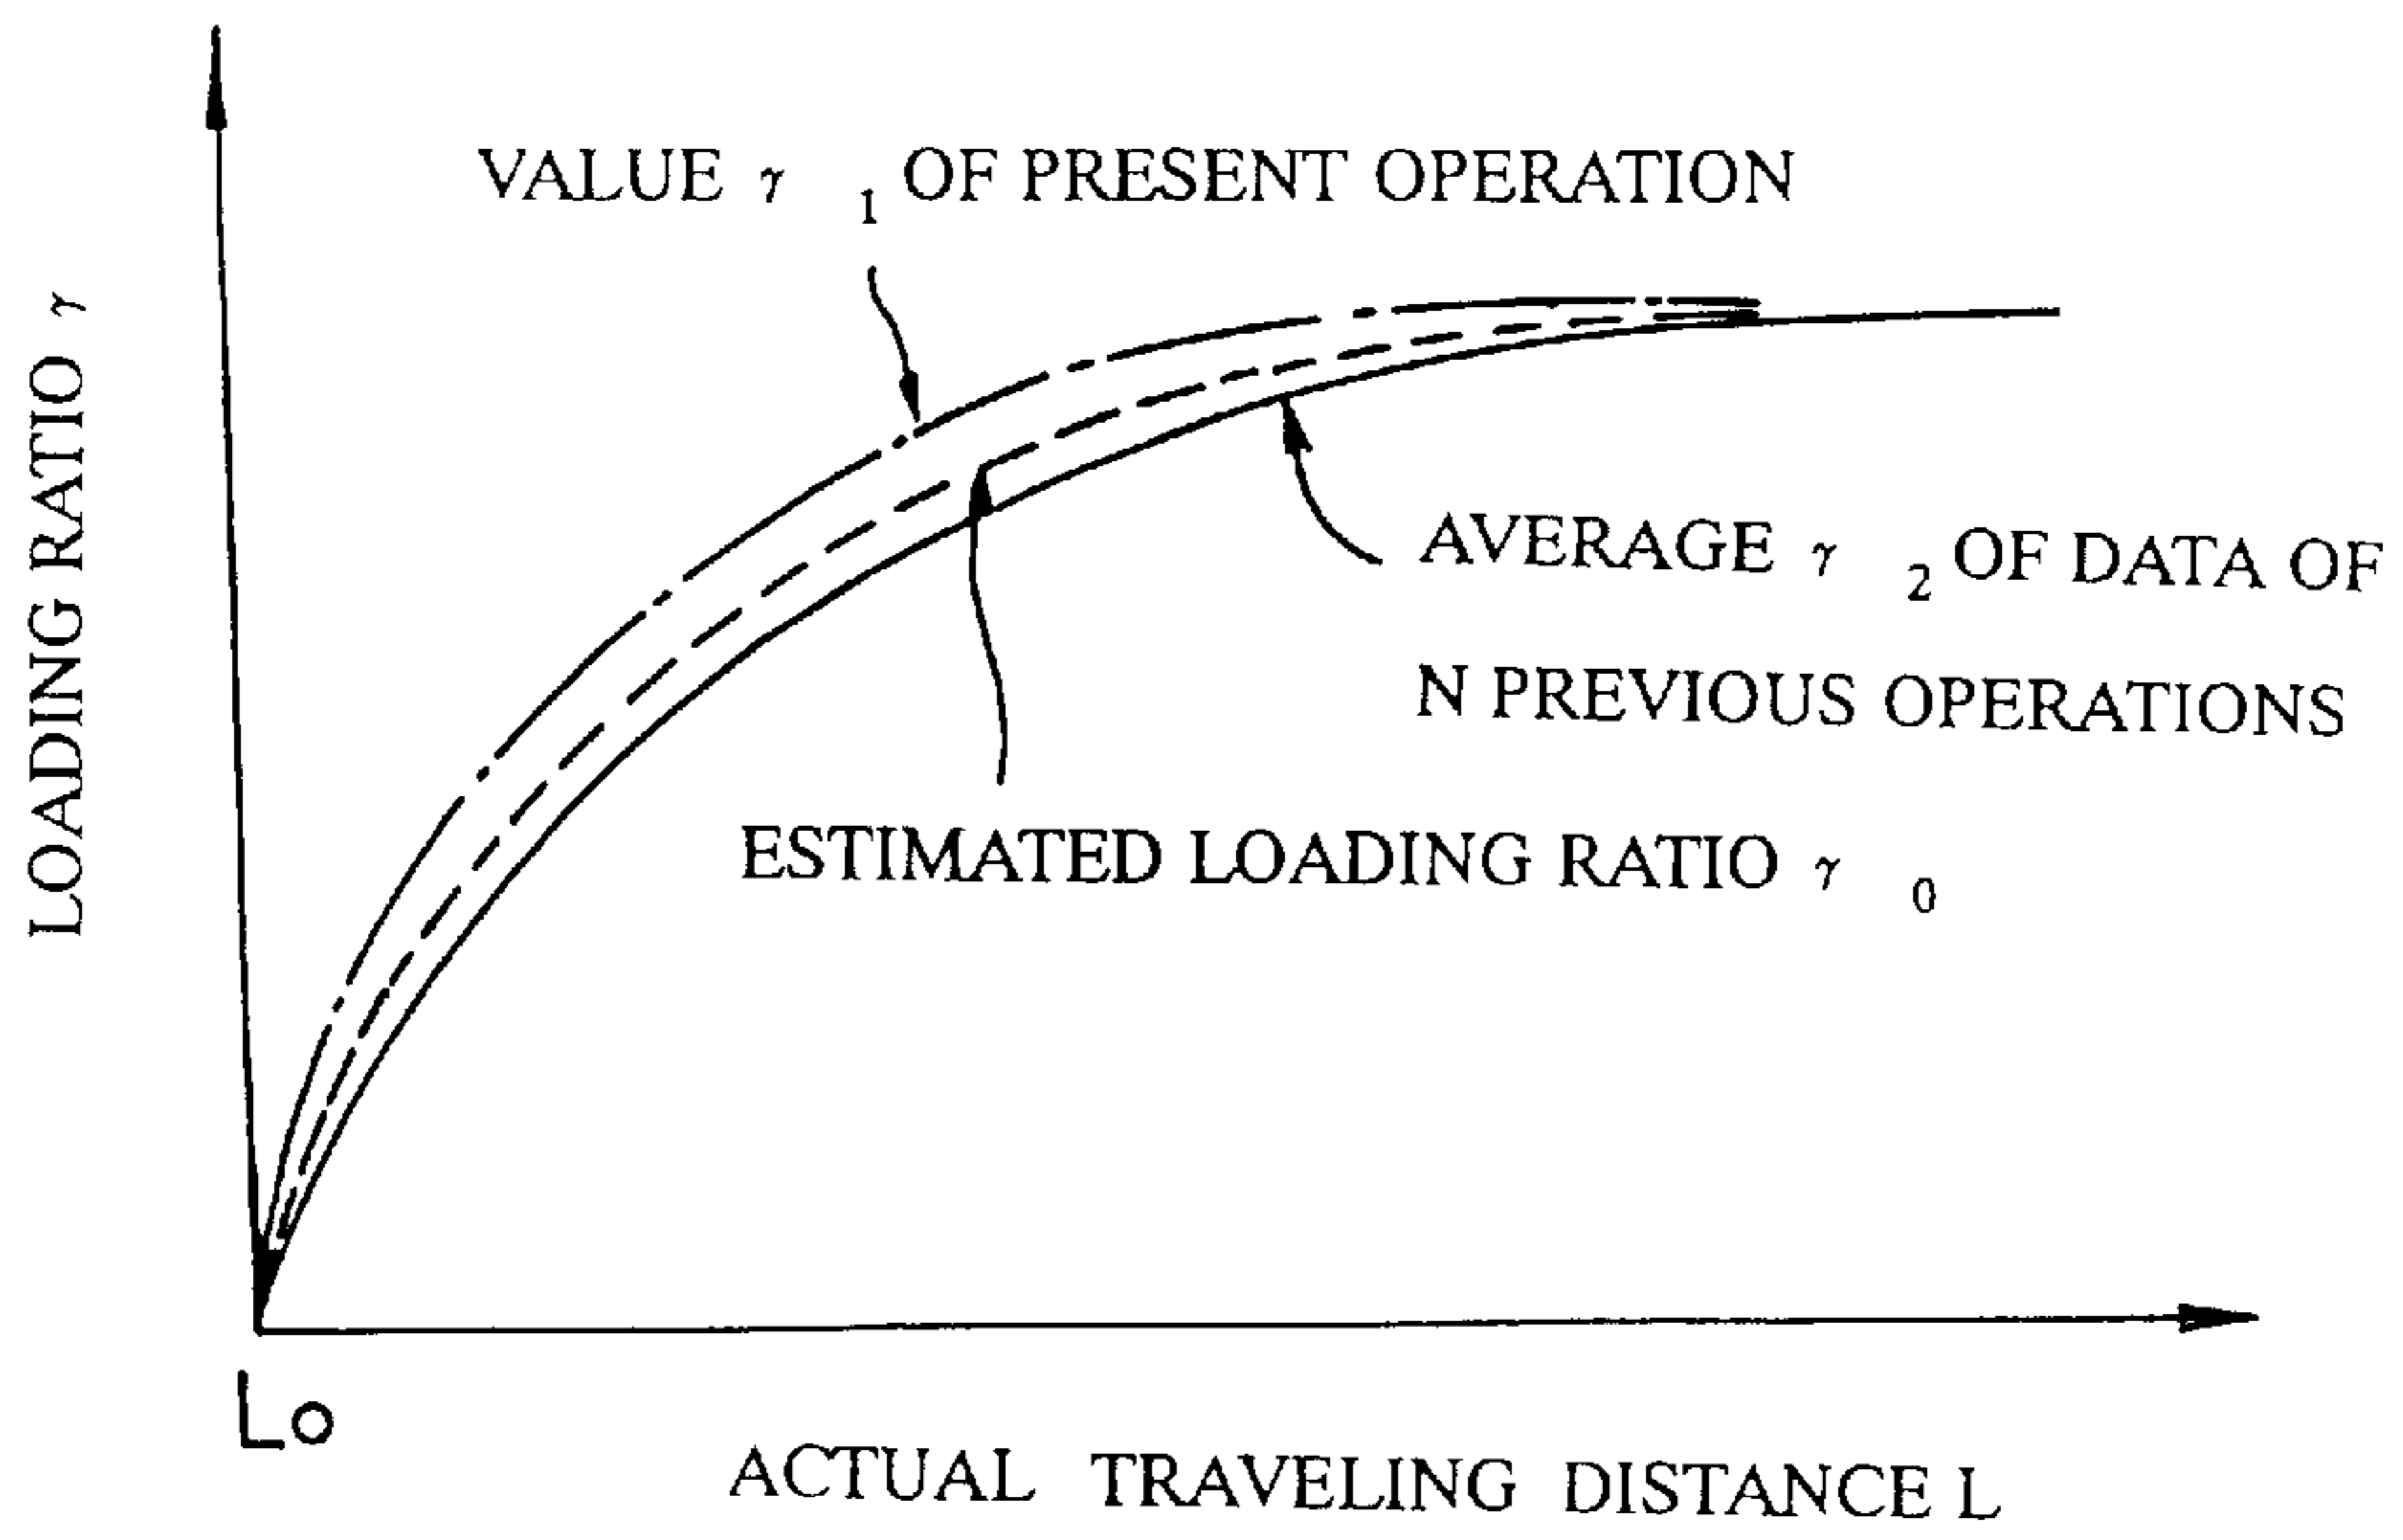 LOADING RATIO γ
VALUE γ 1 OF PRESENT OPERATION
AVERAGE γ 2 OF DATA OF
N PREVIOUS OPERATIONS
ESTIMATED LOADING RATIO γ 0
LO
ACTUAL TRAVELING DISTANCE L